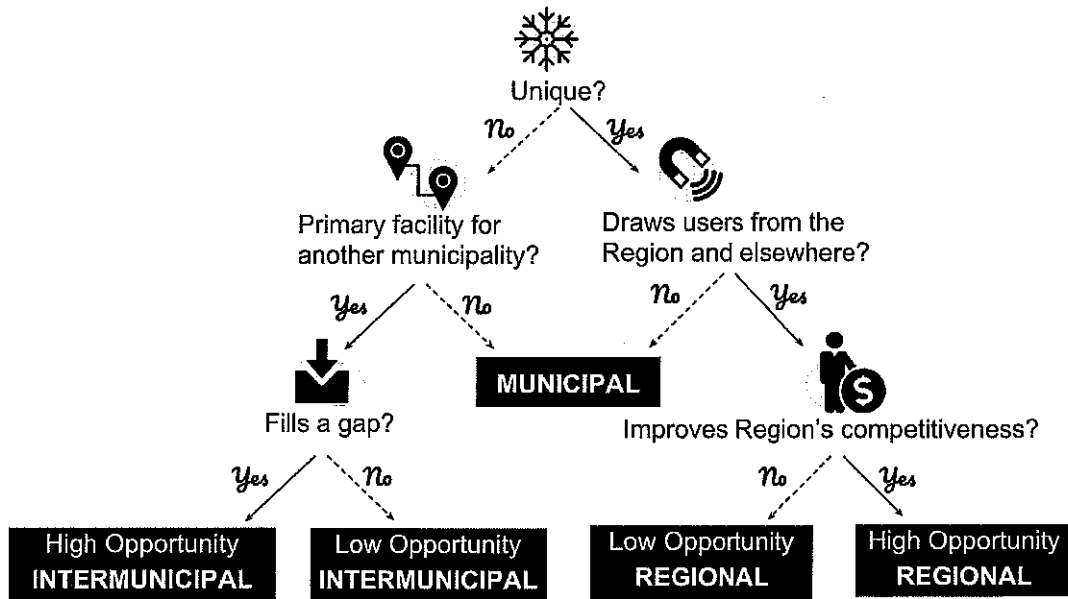 Unique?
No
Yes
Primary facility for
another municipality?
Draws users from the
Region and elsewhere?
Yes
No
No
Yes
MUNICIPAL
$
Fills a gap?
Improves Region's competitiveness?
Yes
No
No
Yes
High Opportunity
INTERMUNICIPAL
Low Opportunity
INTERMUNICIPAL
Low Opportunity
REGIONAL
High Opportunity
REGIONAL